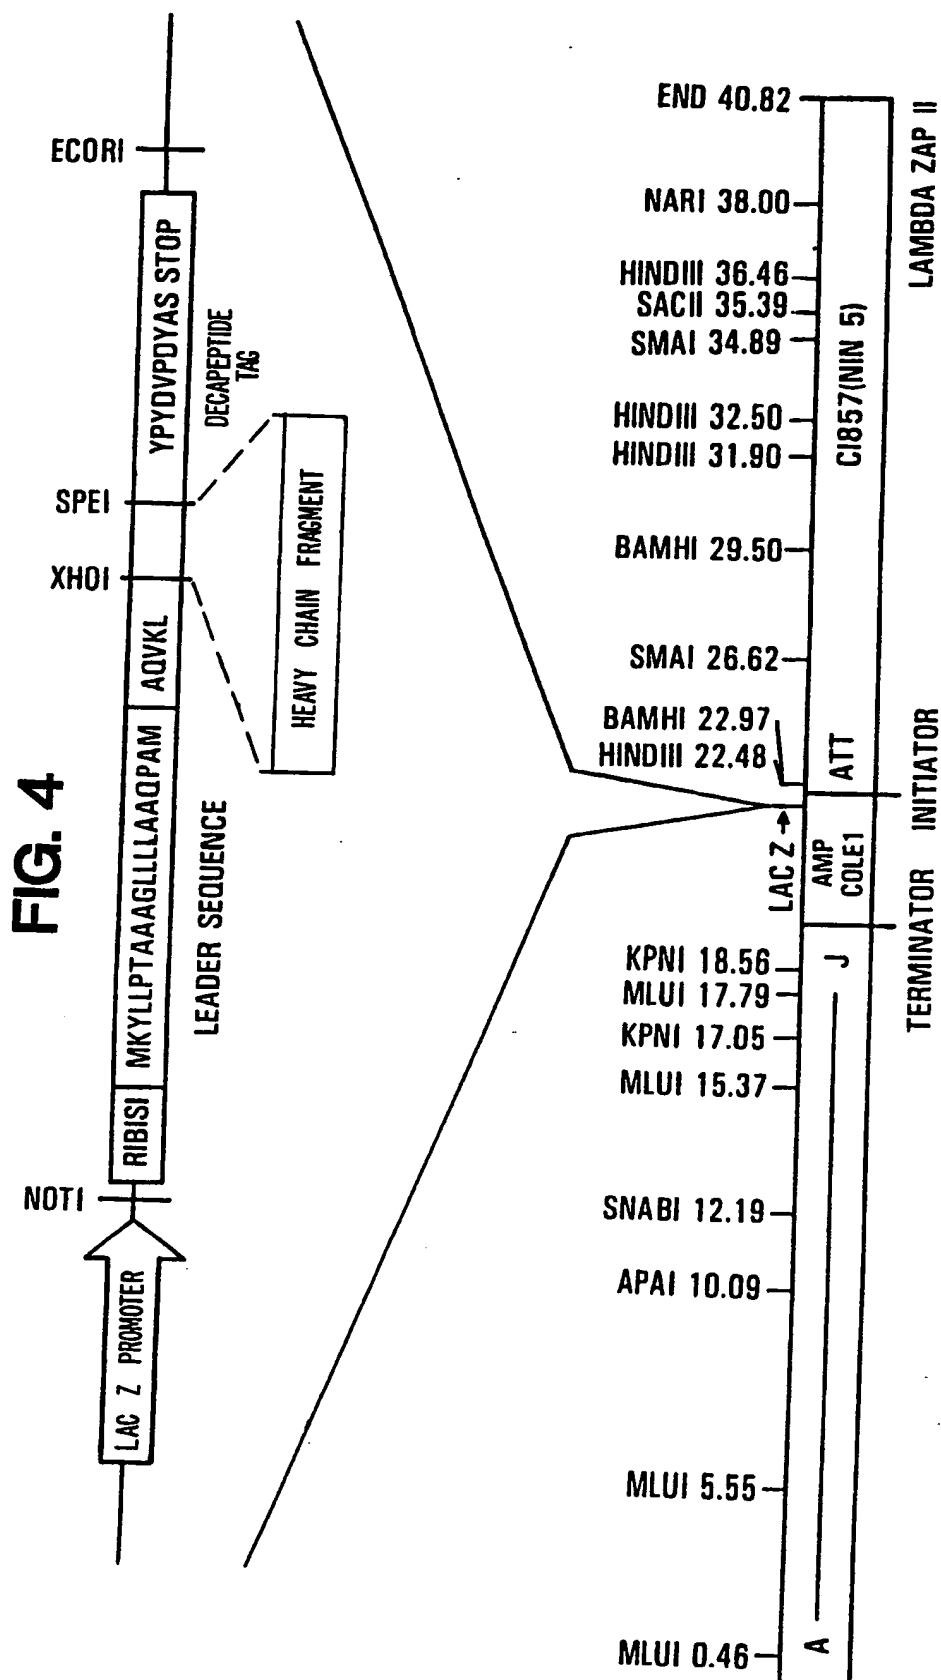 FIG. 4
LAC Z PROMOTER
NOTI
RIBISI
MKYLLPTAAAGLLLLAAQPAM
AQVKL
XHOI
SPEI
YPYDVPDYAS STOP
ECORI
LEADER SEQUENCE
DECAPEPTIDE
TAG
HEAVY CHAIN FRAGMENT
MLUI 0.46
MLUI 5.55
APAI 10.09
SNABI 12.19
MLUI 15.37
KPNI 17.05
MLUI 17.79
KPNI 18.56
LAC Z
HINDIII 22.48
BAMHI 22.97
SMAI 26.62
BAMHI 29.50
HINDIII 31.90
HINDIII 32.50
SMAI 34.89
SACII 35.39
HINDIII 36.46
NARI 38.00
END 40.82
A
J
AMP
COLE1
ATT
CI857(NIN 5)
TERMINATOR
INITIATOR
LAMBDA ZAP II